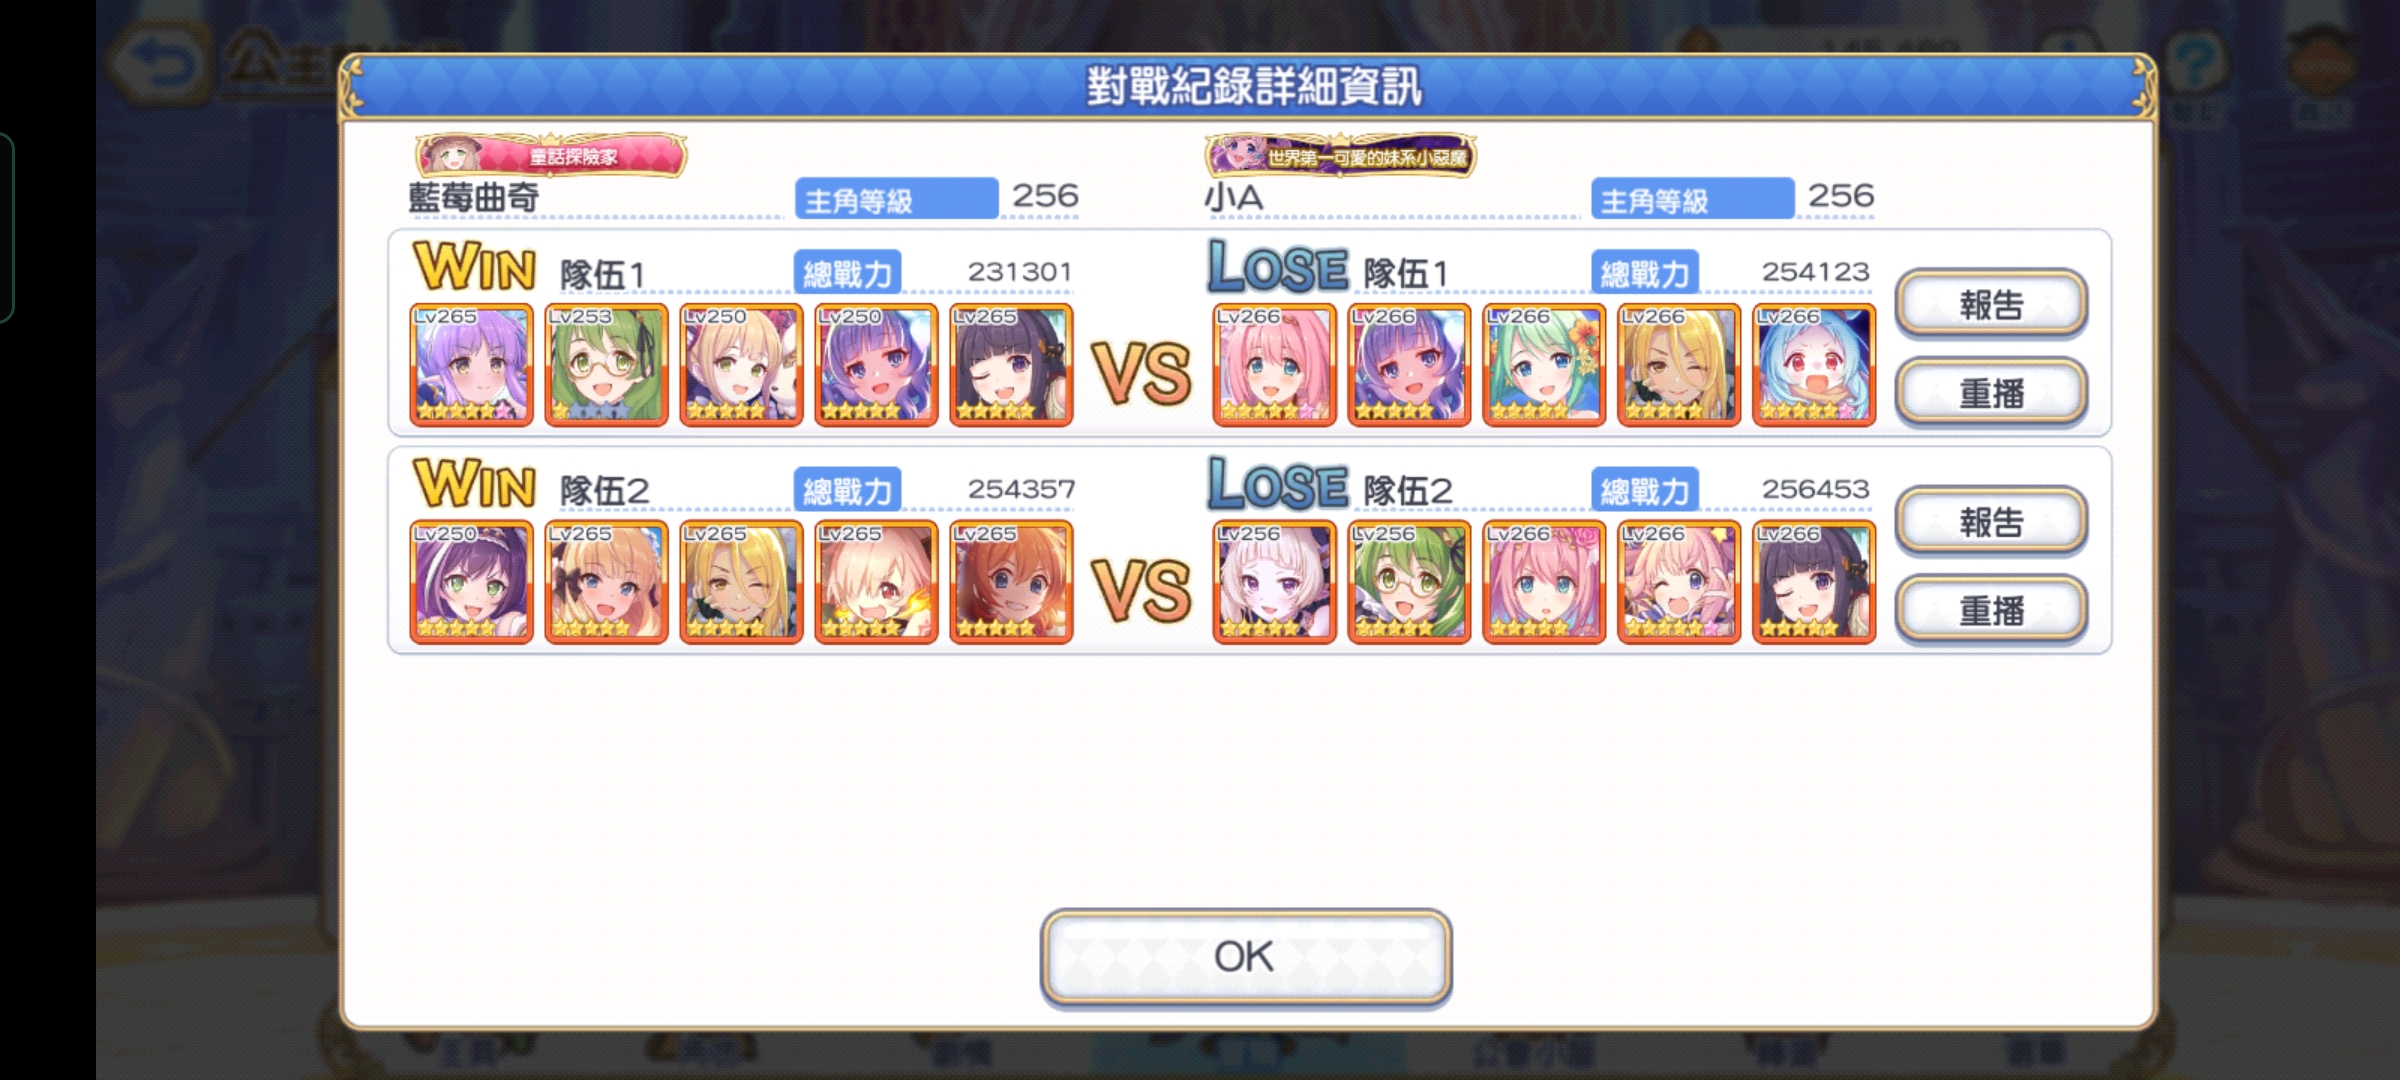 公主
對戰紀錄詳細資訊
童話探險家
世界第一可愛的妹系小惡魔
藍莓曲奇 主角等級 256
小A 主角等級 256
WIN 隊伍1 總戰力 231301
LOSE 隊伍1 總戰力 254123
報告
Lv265 Lv253 Lv250 Lv250 Lv265
VS
Lv266 Lv266 Lv266 Lv266 Lv266
重播
WIN 隊伍2 總戰力 254357
LOSE 隊伍2 總戰力 256453
報告
Lv250 Lv265 Lv265 Lv265 Lv265
VS
Lv256 Lv256 Lv266 Lv266 Lv266
重播
OK